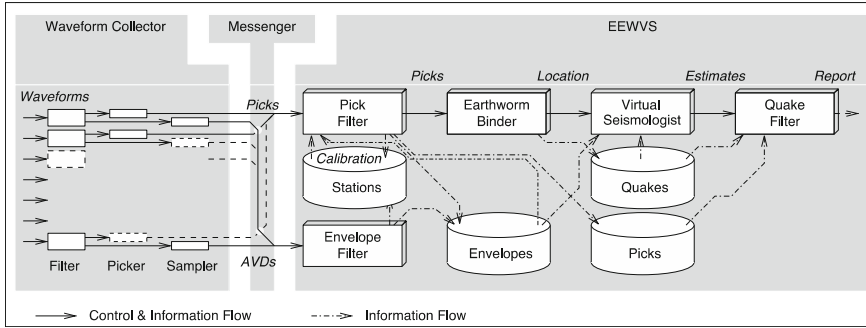 Waveform Collector
Messenger
EEWVS
Picks
Location
Estimates
Report
Waveforms
Picks
Pick
Filter
Earthworm
Binder
Virtual
Seismologist
Quake
Filter
Calibration
Stations
Quakes
Envelope
Filter
Envelopes
Picks
Filter
Picker
Sampler
AVDs
Control & Information Flow
Information Flow